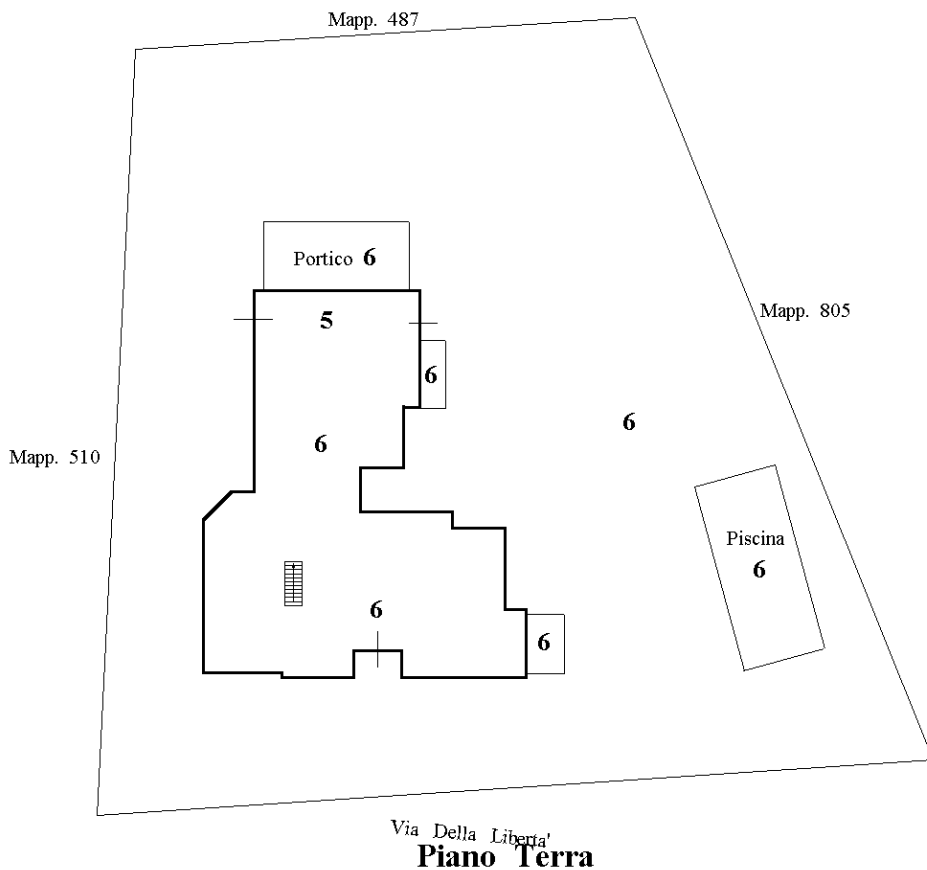 Mapp. 487
Portico 6
Mapp. 805
5
6
6
6
Mapp. 510
Piscina
6
6
6
Via Della Liberta'
Piano Terra